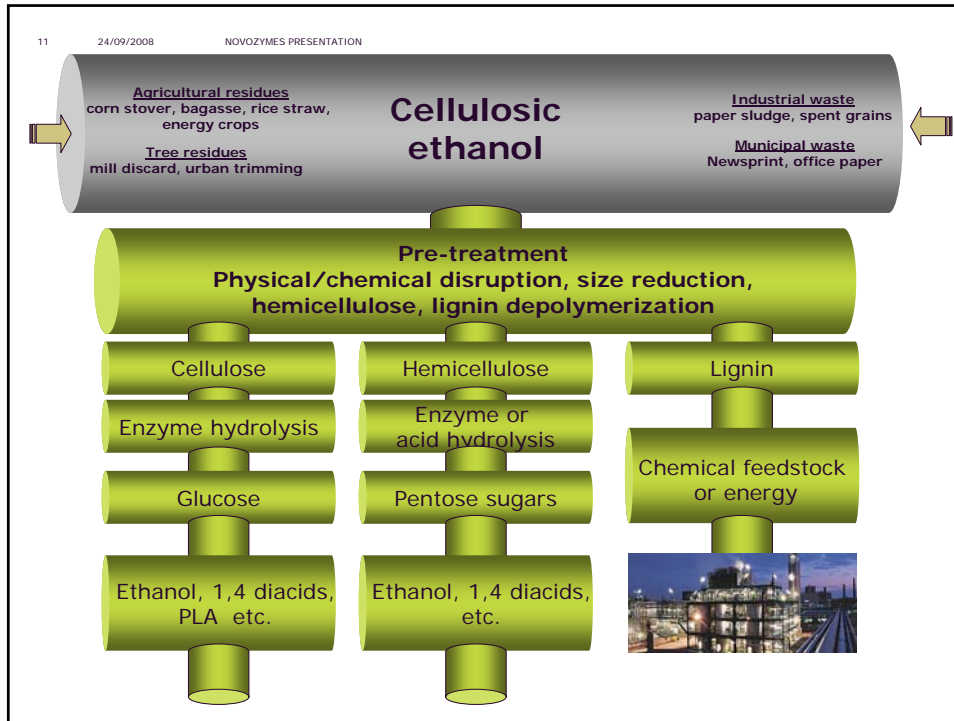 11 24/09/2008 NOVOZYMES PRESENTATION
Agricultural residues
corn stover, bagasse, rice straw,
energy crops
Tree residues
mill discard, urban trimming
Cellulosic
ethanol
Industrial waste
paper sludge, spent grains
Municipal waste
Newsprint, office paper
Pre-treatment
Physical/chemical disruption, size reduction,
hemicellulose, lignin depolymerization
Cellulose
Enzyme hydrolysis
Glucose
Ethanol, 1,4 diacids,
PLA etc.
Hemicellulose
Enzyme or
acid hydrolysis
Pentose sugars
Ethanol, 1,4 diacids,
etc.
Lignin
Chemical feedstock
or energy